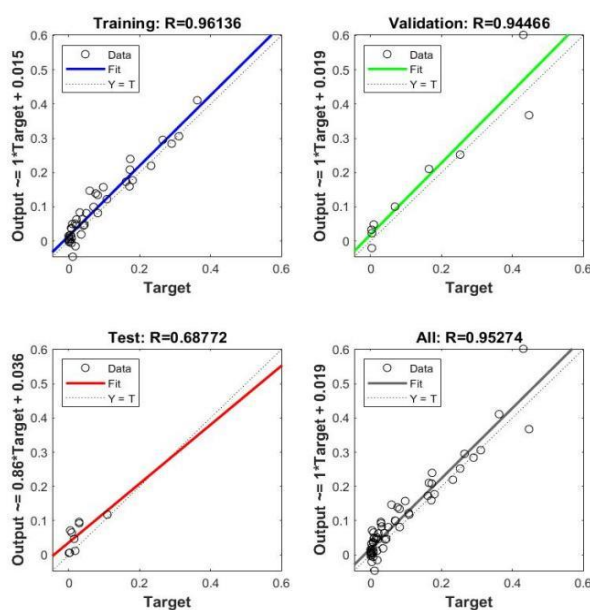 Training: R=0.96136
Output ~= 1*Target + 0.015
0.6
0.5
0.4
0.3
0.2
0.1
0
Data
Fit
Y = T
0 0.2 0.4 0.6
Target
Validation: R=0.94466
Output ~= 1*Target + 0.019
0.6
0.5
0.4
0.3
0.2
0.1
0
Data
Fit
Y = T
0 0.2 0.4 0.6
Target
Test: R=0.68772
Output ~= 0.86*Target + 0.036
0.6
0.5
0.4
0.3
0.2
0.1
0
Data
Fit
Y = T
0 0.2 0.4 0.6
Target
All: R=0.95274
Output ~= 1*Target + 0.019
0.6
0.5
0.4
0.3
0.2
0.1
0
Data
Fit
Y = T
0 0.2 0.4 0.6
Target